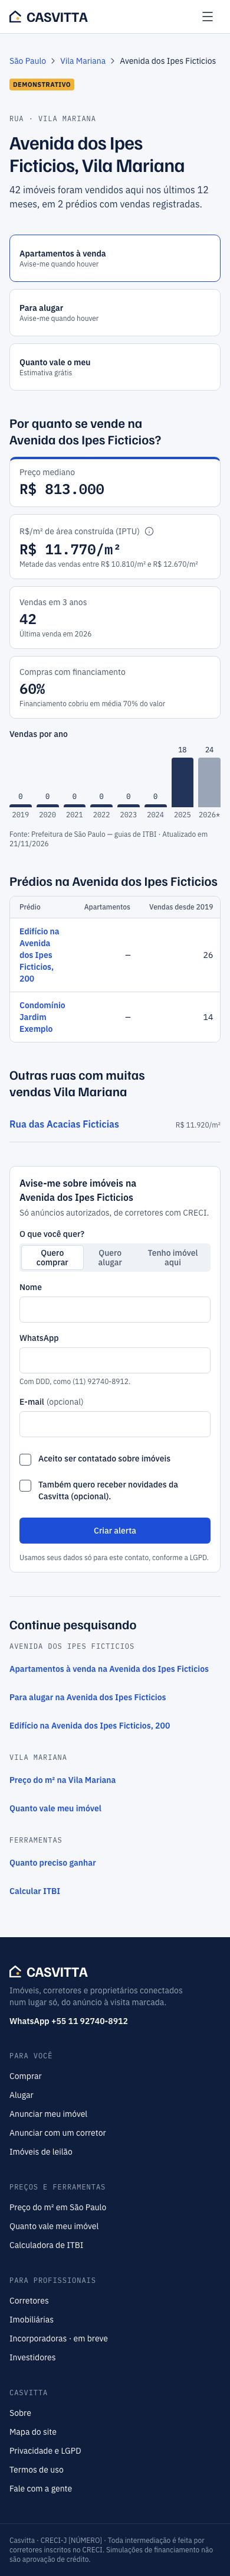 CASVITTA
São Paulo > Vila Mariana > Avenida dos Ipes Ficticios
DEMONSTRATIVO
RUA · VILA MARIANA
Avenida dos Ipes
Ficticios, Vila Mariana
42 imóveis foram vendidos aqui nos últimos 12
meses, em 2 prédios com vendas registradas.
Apartamentos à venda
Avise-me quando houver
Para alugar
Avise-me quando houver
Quanto vale o meu
Estimativa grátis
Por quanto se vende na
Avenida dos Ipes Ficticios?
Preço mediano
R$ 813.000
R$/m² de área construída (IPTU)
R$ 11.770/m²
Metade das vendas entre R$ 10.810/m² e R$ 12.670/m²
Vendas em 3 anos
42
Última venda em 2026
Compras com financiamento
60%
Financiamento cobriu em média 70% do valor
Vendas por ano
0 0 0 0 0 0 18 24
2019 2020 2021 2022 2023 2024 2025 2026*
Fonte: Prefeitura de São Paulo — guias de ITBI · Atualizado em
21/11/2026
Prédios na Avenida dos Ipes Ficticios
Prédio Apartamentos Vendas desde 2019
Edifício na
Avenida
dos Ipes
Ficticios,
200
— 26
Condomínio
Jardim
Exemplo
— 14
Outras ruas com muitas
vendas Vila Mariana
Rua das Acacias Ficticias R$ 11.920/m²
Avise-me sobre imóveis na
Avenida dos Ipes Ficticios
Só anúncios autorizados, de corretores com CRECI.
O que você quer?
Quero
comprar
Quero
alugar
Tenho imóvel
aqui
Nome
WhatsApp
Com DDD, como (11) 92740-8912.
E-mail (opcional)
Aceito ser contatado sobre imóveis
Também quero receber novidades da
Casvitta (opcional).
Criar alerta
Usamos seus dados só para este contato, conforme a LGPD.
Continue pesquisando
AVENIDA DOS IPES FICTICIOS
Apartamentos à venda na Avenida dos Ipes Ficticios
Para alugar na Avenida dos Ipes Ficticios
Edifício na Avenida dos Ipes Ficticios, 200
VILA MARIANA
Preço do m² na Vila Mariana
Quanto vale meu imóvel
FERRAMENTAS
Quanto preciso ganhar
Calcular ITBI
CASVITTA
Imóveis, corretores e proprietários conectados
num lugar só, do anúncio à visita marcada.
WhatsApp +55 11 92740-8912
PARA VOCÊ
Comprar
Alugar
Anunciar meu imóvel
Anunciar com um corretor
Imóveis de leilão
PREÇOS E FERRAMENTAS
Preço do m² em São Paulo
Quanto vale meu imóvel
Calculadora de ITBI
PARA PROFISSIONAIS
Corretores
Imobiliárias
Incorporadoras · em breve
Investidores
CASVITTA
Sobre
Mapa do site
Privacidade e LGPD
Termos de uso
Fale com a gente
Casvitta · CRECI-J [NÚMERO] · Toda intermediação é feita por
corretores inscritos no CRECI. Simulações de financiamento não
são aprovação de crédito.